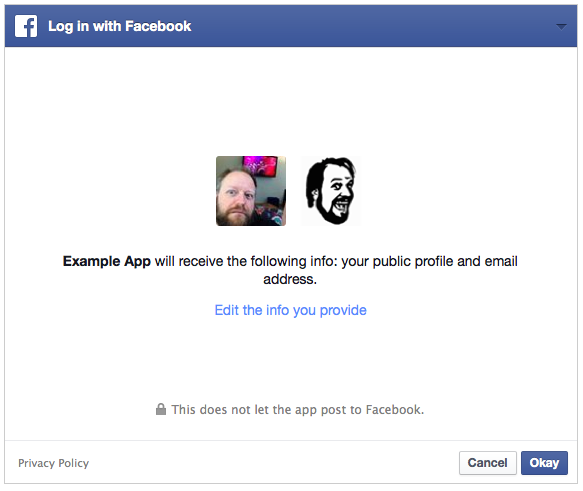 Log in with Facebook
Example App will receive the following info: your public profile and email
address.
Edit the info you provide
This does not let the app post to Facebook.
Privacy Policy
Cancel
Okay